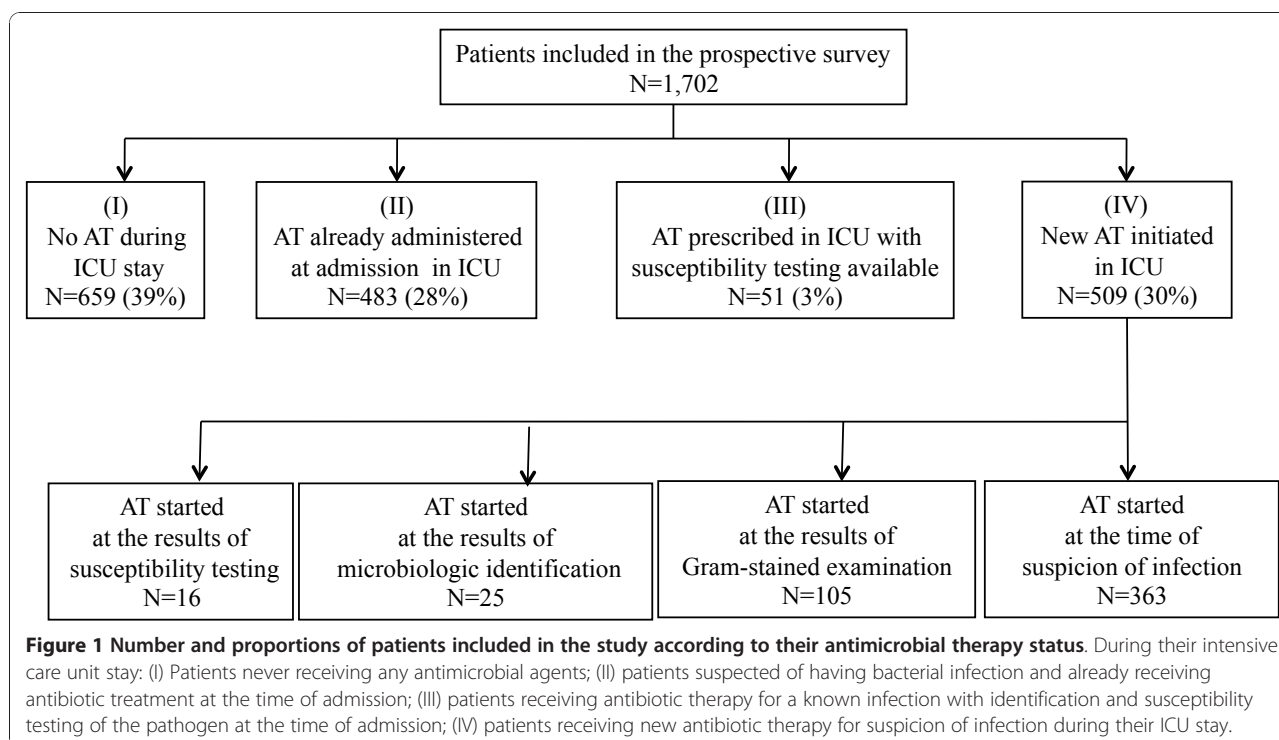 Patients included in the prospective survey
N=1,702
(I)
No AT during
ICU stay
N=659 (39%)
(II)
AT already administered
at admission in ICU
N=483 (28%)
(III)
AT prescribed in ICU with
susceptibility testing available
N=51 (3%)
(IV)
New AT initiated
in ICU
N=509 (30%)
AT started
at the results of
susceptibility testing
N=16
AT started
at the results of
microbiologic identification
N=25
AT started
at the results of
Gram-stained examination
N=105
AT started
at the time of
suspicion of infection
N=363
Figure 1 Number and proportions of patients included in the study according to their antimicrobial therapy status. During their intensive
care unit stay: (I) Patients never receiving any antimicrobial agents; (II) patients suspected of having bacterial infection and already receiving
antibiotic treatment at the time of admission; (III) patients receiving antibiotic therapy for a known infection with identification and susceptibility
testing of the pathogen at the time of admission; (IV) patients receiving new antibiotic therapy for suspicion of infection during their ICU stay.